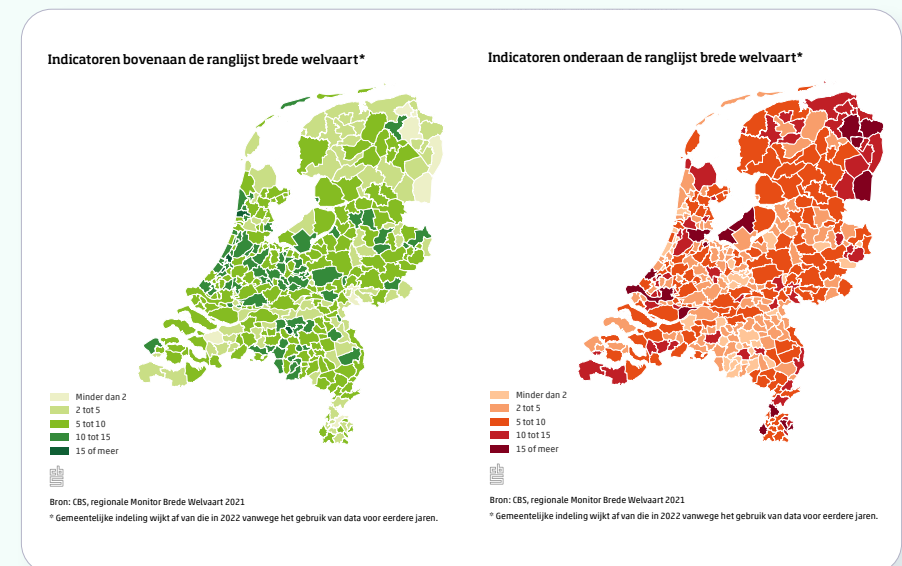 Indicatoren bovenaan de ranglijst brede welvaart*
Minder dan 2
2 tot 5
5 tot 10
10 tot 15
15 of meer
Bron: CBS, regionale Monitor Brede Welvaart 2021
* Gemeentelijke indeling wijkt af van die in 2022 vanwege het gebruik van data voor eerdere jaren.
Indicatoren onderaan de ranglijst brede welvaart*
Minder dan 2
2 tot 5
5 tot 10
10 tot 15
15 of meer
Bron: CBS, regionale Monitor Brede Welvaart 2021
* Gemeentelijke indeling wijkt af van die in 2022 vanwege het gebruik van data voor eerdere jaren.